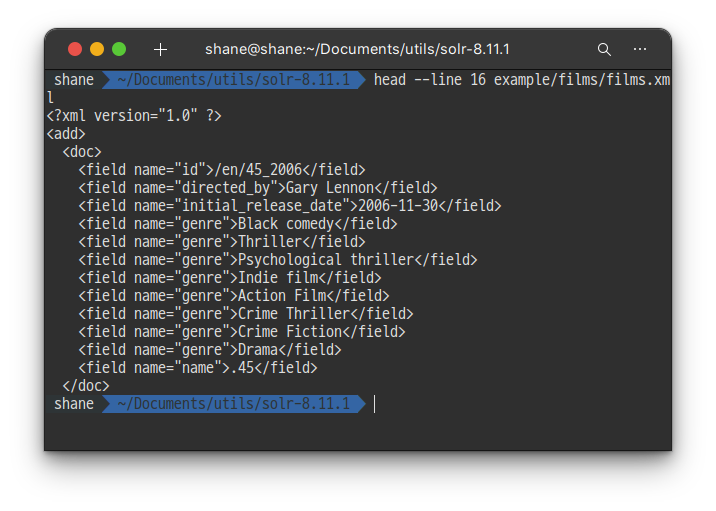 shane@shane:~/Documents/utils/solr-8.11.1
shane ~/Documents/utils/solr-8.11.1 head --line 16 example/films/films.xm
l
<?xml version="1.0" ?>
<add>
  <doc>
    <field name="id">/en/45_2006</field>
    <field name="directed_by">Gary Lennon</field>
    <field name="initial_release_date">2006-11-30</field>
    <field name="genre">Black comedy</field>
    <field name="genre">Thriller</field>
    <field name="genre">Psychological thriller</field>
    <field name="genre">Indie film</field>
    <field name="genre">Action Film</field>
    <field name="genre">Crime Thriller</field>
    <field name="genre">Crime Fiction</field>
    <field name="genre">Drama</field>
    <field name="name">.45</field>
  </doc>
shane ~/Documents/utils/solr-8.11.1